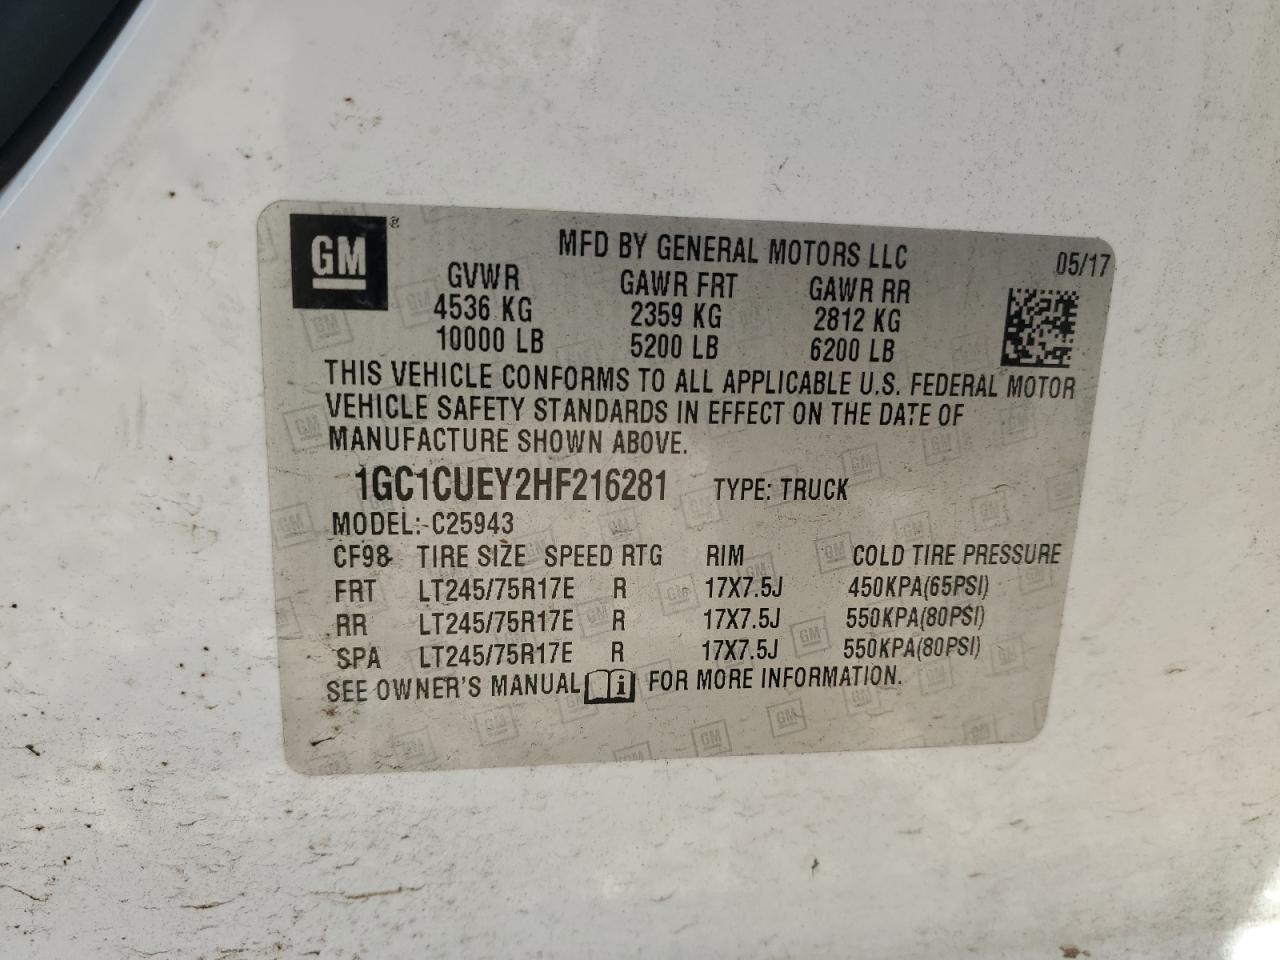 GM ®
MFD BY GENERAL MOTORS LLC 05/17
GVWR GAWR FRT GAWR RR
4536 KG 2359 KG 2812 KG
10000 LB 5200 LB 6200 LB
THIS VEHICLE CONFORMS TO ALL APPLICABLE U.S. FEDERAL MOTOR
VEHICLE SAFETY STANDARDS IN EFFECT ON THE DATE OF
MANUFACTURE SHOWN ABOVE.
1GC1CUEY2HF216281 TYPE: TRUCK
MODEL: C25943
CF98 TIRE SIZE SPEED RTG RIM COLD TIRE PRESSURE
FRT LT245/75R17E R 17X7.5J 450KPA(65PSI)
RR LT245/75R17E R 17X7.5J 550KPA(80PSI)
SPA LT245/75R17E R 17X7.5J 550KPA(80PSI)
SEE OWNER'S MANUAL i FOR MORE INFORMATION.